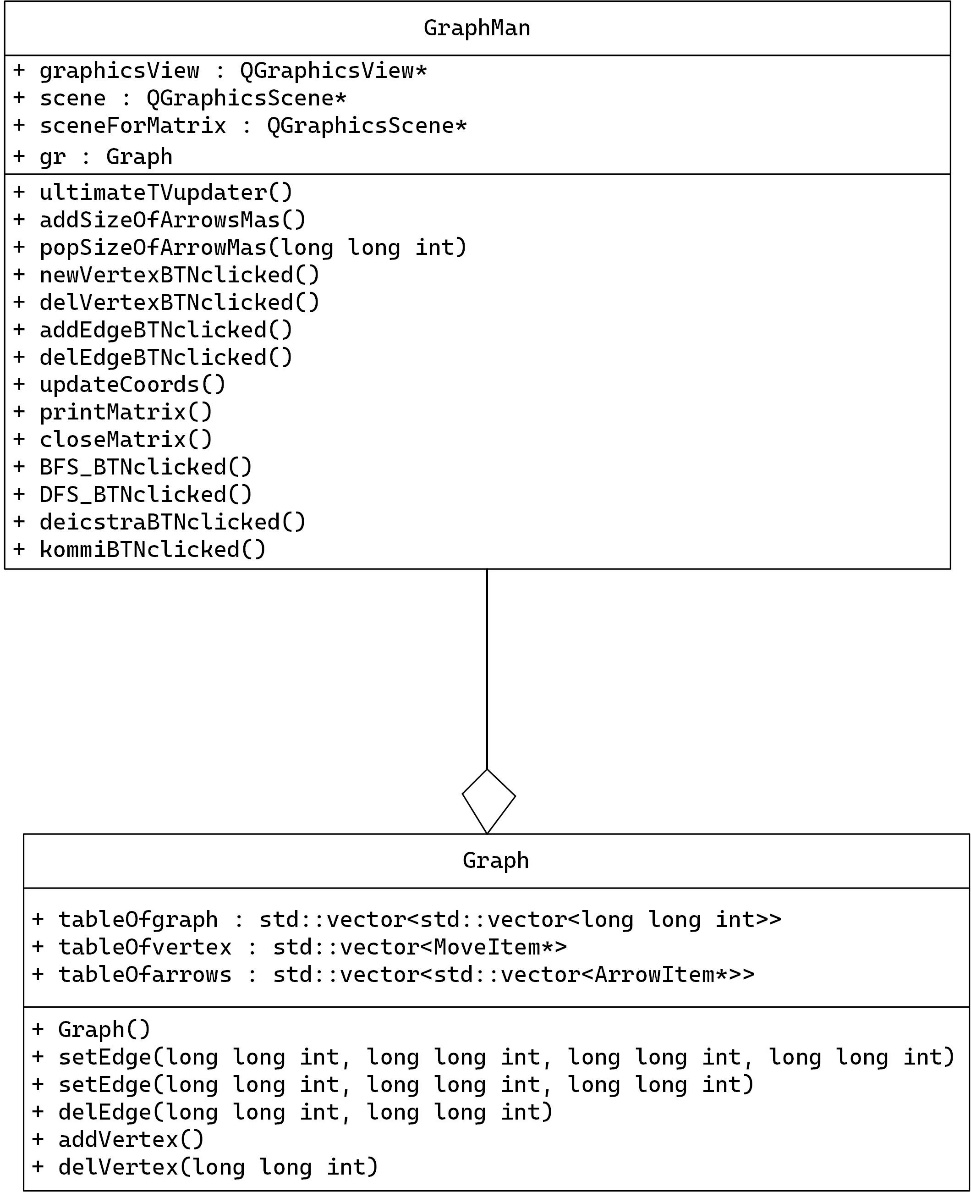 GraphMan
+ graphicsView : QGraphicsView*
+ scene : QGraphicsScene*
+ sceneForMatrix : QGraphicsScene*
+ gr : Graph
+ ultimateTVupdater()
+ addSizeOfArrowsMas()
+ popSizeOfArrowMas(long long int)
+ newVertexBTNclicked()
+ delVertexBTNclicked()
+ addEdgeBTNclicked()
+ delEdgeBTNclicked()
+ updateCoords()
+ printMatrix()
+ closeMatrix()
+ BFS_BTNclicked()
+ DFS_BTNclicked()
+ deicstraBTNclicked()
+ kommiBTNclicked()
Graph
+ tableOfgraph : std::vector<std::vector<long long int>>
+ tableOfvertex : std::vector<MoveItem*>
+ tableOfarrows : std::vector<std::vector<ArrowItem*>>
+ Graph()
+ setEdge(long long int, long long int, long long int, long long int)
+ setEdge(long long int, long long int, long long int)
+ delEdge(long long int, long long int)
+ addVertex()
+ delVertex(long long int)